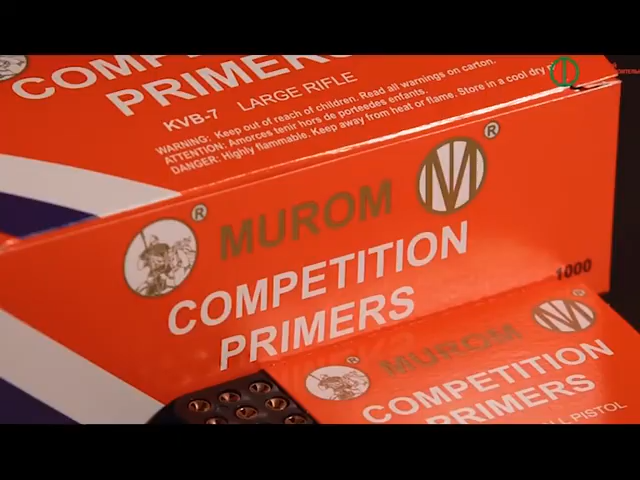 COMPETITION
PRIMERS
KVB-7 LARGE RIFLE
WARNING: Keep out of reach of children. Read all warnings on carton.
ATTENTION: Amorces tenir hors de porteedes enfants.
DANGER: Highly flammable. Keep away from heat or flame. Store in a cool dry
® MUROM M ®
COMPETITION
PRIMERS
1000
® MUROM M ®
COMPETITION
PRIMERS
PISTOL